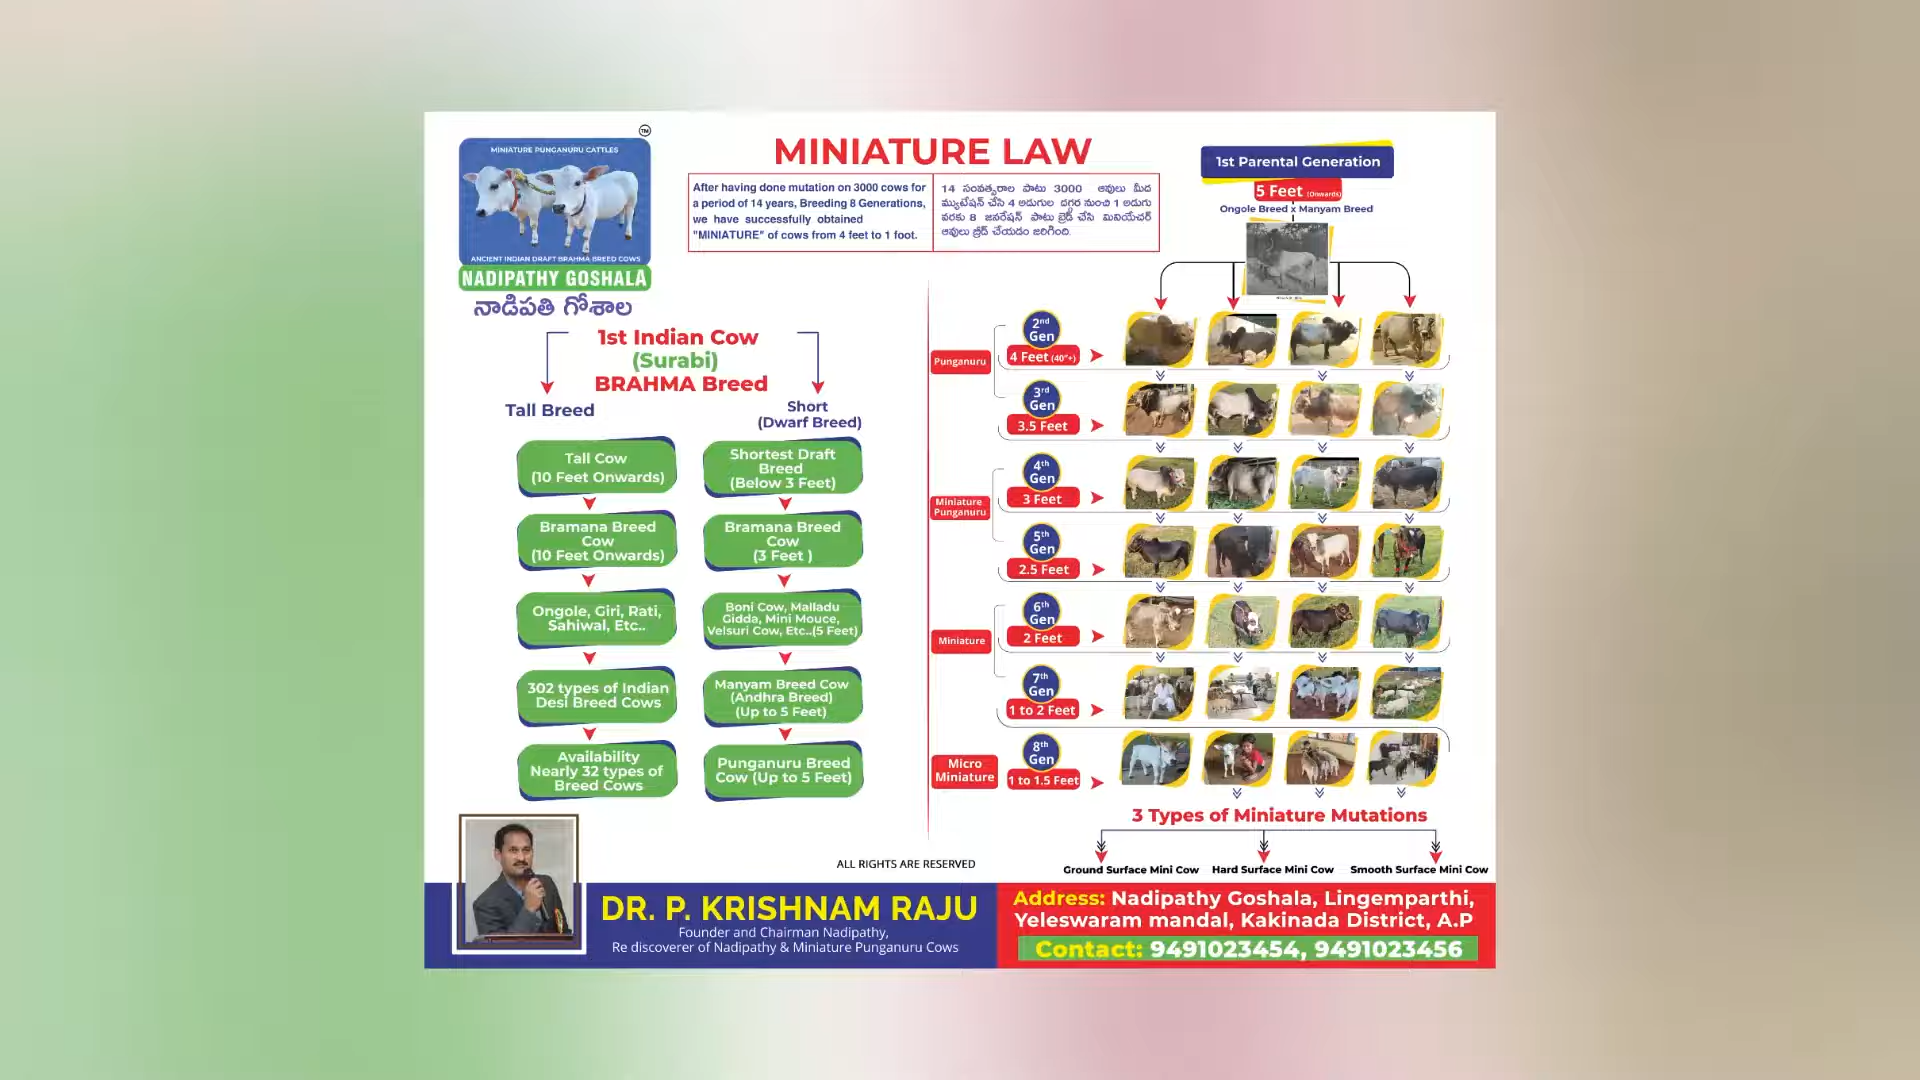 TM
MINIATURE PUNGANURU CATTLES
ANCIENT INDIAN DRAFT BRAHMA BREED COWS
NADIPATHY GOSHALA
నాడిపతి గోశాల
MINIATURE LAW
After having done mutation on 3000 cows for
a period of 14 years, Breeding 8 Generations,
we have successfully obtained
"MINIATURE" of cows from 4 feet to 1 foot.
14 సంవత్సరాల పాటు 3000 ఆవులు మీద
మ్యుటేషన్ చేసి 4 అడుగుల దగ్గర నుంచి 1 అడుగు
వరకు 8 జనరేషన్ పాటు బ్రీడ్ చేసి మినియేచర్
ఆవులు బ్రీడ్ చేయడం జరిగింది.
1st Parental Generation
5 Feet (Onwards)
Ongole Breed x Manyam Breed
1st Indian Cow
(Surabi)
BRAHMA Breed
Tall Breed
Short
(Dwarf Breed)
Tall Cow
(10 Feet Onwards)
Bramana Breed
Cow
(10 Feet Onwards)
Ongole, Giri, Rati,
Sahiwal, Etc..
302 types of Indian
Desi Breed Cows
Availability
Nearly 32 types of
Breed Cows
Shortest Draft
Breed
(Below 3 Feet)
Bramana Breed
Cow
(3 Feet )
Boni Cow, Malladu
Gidda, Mini Mouce,
Velsuri Cow, Etc..(5 Feet)
Manyam Breed Cow
(Andhra Breed)
(Up to 5 Feet)
Punganuru Breed
Cow (Up to 5 Feet)
Punganuru
2nd
Gen
4 Feet (40"+)
3rd
Gen
3.5 Feet
Miniature
Punganuru
4th
Gen
3 Feet
5th
Gen
2.5 Feet
Miniature
6th
Gen
2 Feet
7th
Gen
1 to 2 Feet
Micro
Miniature
8th
Gen
1 to 1.5 Feet
3 Types of Miniature Mutations
Ground Surface Mini Cow
Hard Surface Mini Cow
Smooth Surface Mini Cow
ALL RIGHTS ARE RESERVED
DR. P. KRISHNAM RAJU
Founder and Chairman Nadipathy,
Re discoverer of Nadipathy & Miniature Punganuru Cows
Address: Nadipathy Goshala, Lingemparthi,
Yeleswaram mandal, Kakinada District, A.P
Contact: 9491023454, 9491023456